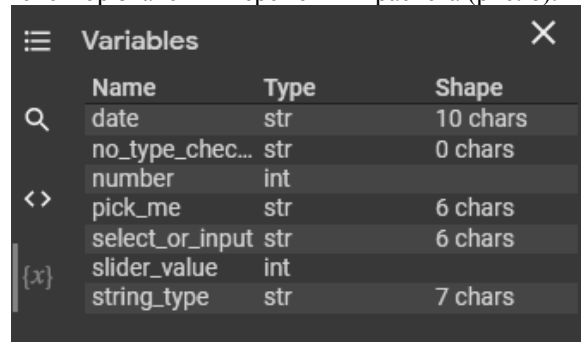 Variables
Name Type Shape
date str 10 chars
no_type_chec... str 0 chars
number int
pick_me str 6 chars
select_or_input str 6 chars
slider_value int
{x}
string_type str 7 chars